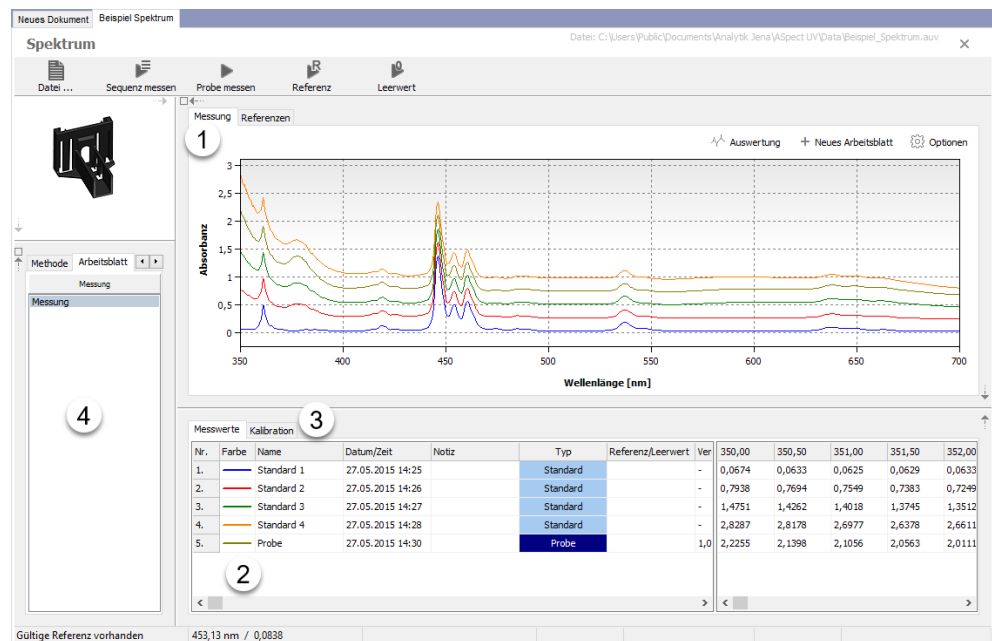 Neues Dokument Beispiel Spektrum
Spektrum Datei: C:\Users\Public\Documents\Analytik Jena\ASpect UV\Data\Beispiel_Spektrum.auv
Datei ... Sequenz messen Probe messen Referenz Leerwert
Messung Referenzen
1
Auswertung + Neues Arbeitsblatt Optionen
3
2,5
2
1,5
1
0,5
0
Absorbanz
350 400 450 500 550 600 650 700
Wellenlänge [nm]
Methode Arbeitsblatt
Messung
Messung
4
Messwerte Kalibration 3
Nr. Farbe Name Datum/Zeit Notiz Typ Referenz/Leerwert Ver 350,00 350,50 351,00 351,50 352,00
1. Standard 1 27.05.2015 14:25 Standard - 0,0674 0,0633 0,0625 0,0629 0,0633
2. Standard 2 27.05.2015 14:26 Standard - 0,7938 0,7694 0,7549 0,7383 0,7249
3. Standard 3 27.05.2015 14:27 Standard - 1,4751 1,4262 1,4018 1,3745 1,3512
4. Standard 4 27.05.2015 14:28 Standard - 2,8287 2,8178 2,6977 2,6378 2,6611
5. Probe 27.05.2015 14:30 Probe 1,0 2,2255 2,1398 2,1056 2,0563 2,0111
2
Gültige Referenz vorhanden 453,13 nm / 0,0838